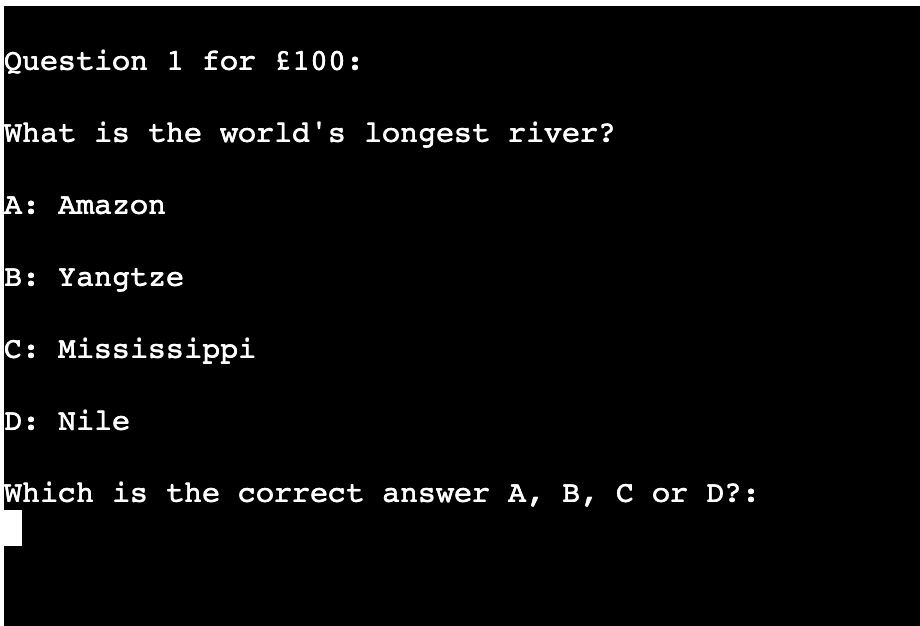 Question 1 for £100:
What is the world's longest river?
A: Amazon
B: Yangtze
C: Mississippi
D: Nile
Which is the correct answer A, B, C or D?: